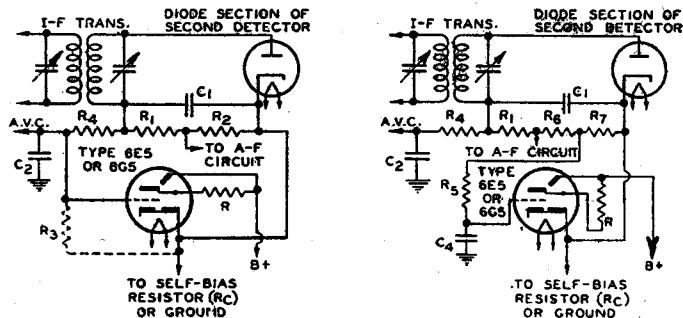 I-F TRANS.
DIODE SECTION OF
SECOND DETECTOR
C1
A.V.C.
R4
R1
R2
C2
TYPE 6E5
OR 6G5
TO A-F
CIRCUIT
R
R3
B+
TO SELF-BIAS
RESISTOR (RC)
OR GROUND
I-F TRANS.
DIODE SECTION OF
SECOND DETECTOR
C1
A.V.C.
R4
R1
R6
R7
C2
TO A-F CIRCUIT
R5
TYPE
6E5 OR
6G5
R
C4
B+
TO SELF-BIAS
RESISTOR (RC)
OR GROUND